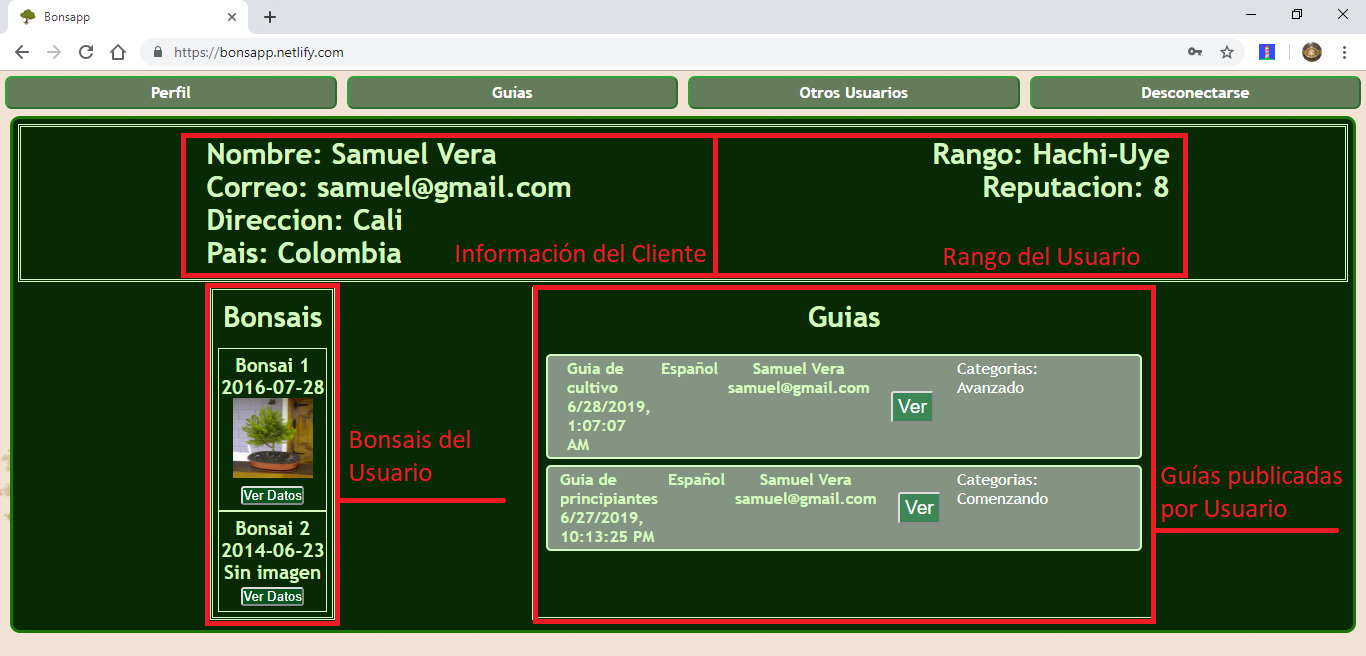 Bonsapp
https://bonsapp.netlify.com
Perfil
Guías
Otros Usuarios
Desconectarse
Nombre: Samuel Vera
Correo: samuel@gmail.com
Direccion: Cali
Pais: Colombia
Información del Cliente
Rango: Hachi-Uye
Reputacion: 8
Rango del Usuario
Bonsais
Bonsai 1
2016-07-28
Ver Datos
Bonsai 2
2014-06-23
Sin imagen
Ver Datos
Bonsais del
Usuario
Guias
Guia de
cultivo
6/28/2019,
1:07:07
AM
Español
Samuel Vera
samuel@gmail.com
Ver
Categorias:
Avanzado
Guia de
principiantes
6/27/2019,
10:13:25 PM
Español
Samuel Vera
samuel@gmail.com
Ver
Categorias:
Comenzando
Guías publicadas
por Usuario